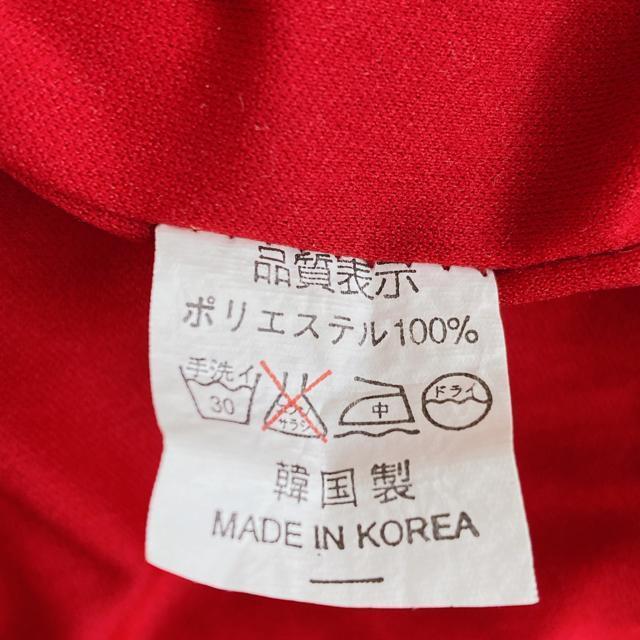 品質表示
ポリエステル100%
手洗イ 30 エンソ サラシ 中 ドライ
韓国製
MADE IN KOREA